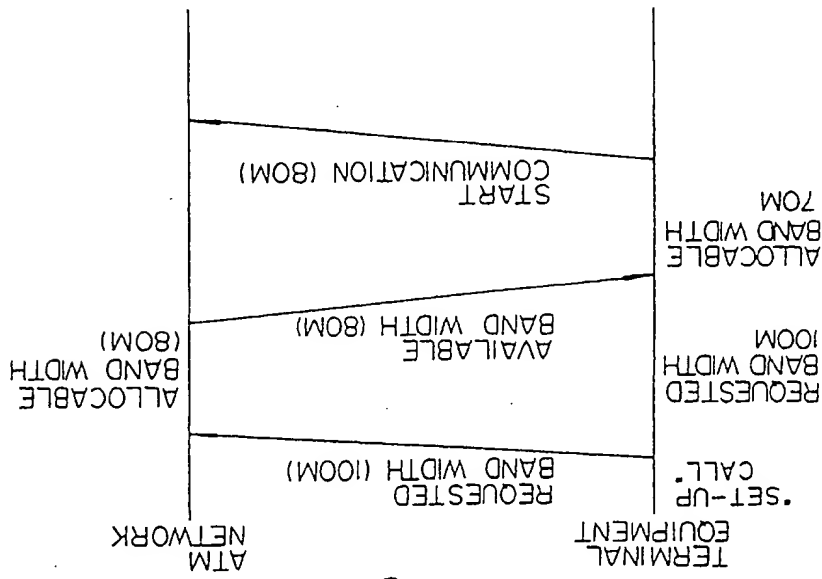 TERMINAL
EQUIPMENT
ATM
NETWORK
"SET-UP
CALL"
REQUESTED
BAND WIDTH (100M)
REQUESTED
BAND WIDTH
100M
AVAILABLE
BAND WIDTH (80M)
ALLOCABLE
BAND WIDTH
(80M)
ALLOCABLE
BAND WIDTH
70M
START
COMMUNICATION (80M)